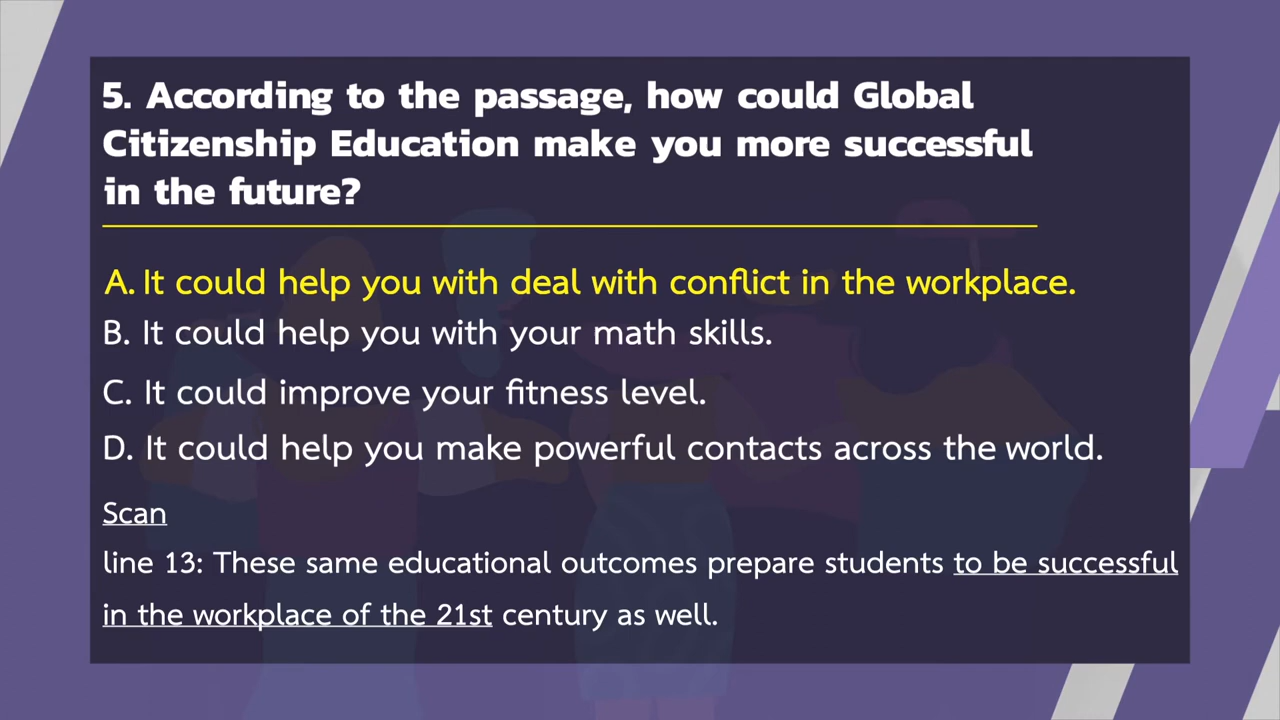 5. According to the passage, how could Global
Citizenship Education make you more successful
in the future?
A. It could help you with deal with conflict in the workplace.
B. It could help you with your math skills.
C. It could improve your fitness level.
D. It could help you make powerful contacts across the world.
Scan
line 13: These same educational outcomes prepare students to be successful
in the workplace of the 21st century as well.